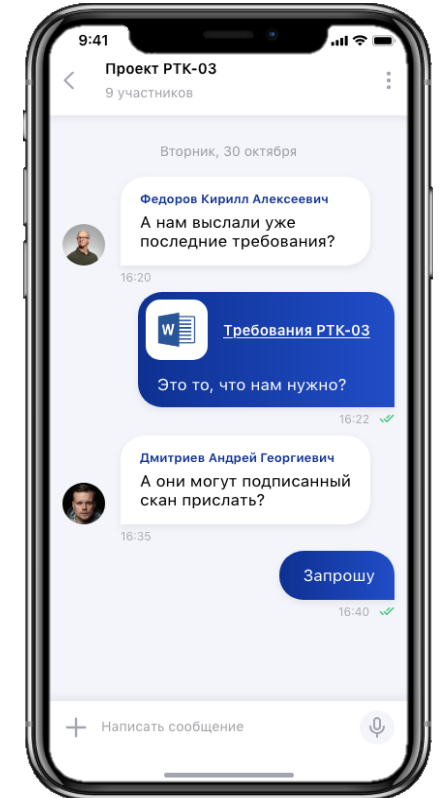 9:41
Проект РТК-03
9 участников
Вторник, 30 октября
Федоров Кирилл Алексеевич
А нам выслали уже
последние требования?
16:20
W
Требования РТК-03
Это то, что нам нужно?
16:22
Дмитриев Андрей Георгиевич
А они могут подписанный
скан прислать?
16:35
Запрошу
16:40
Написать сообщение